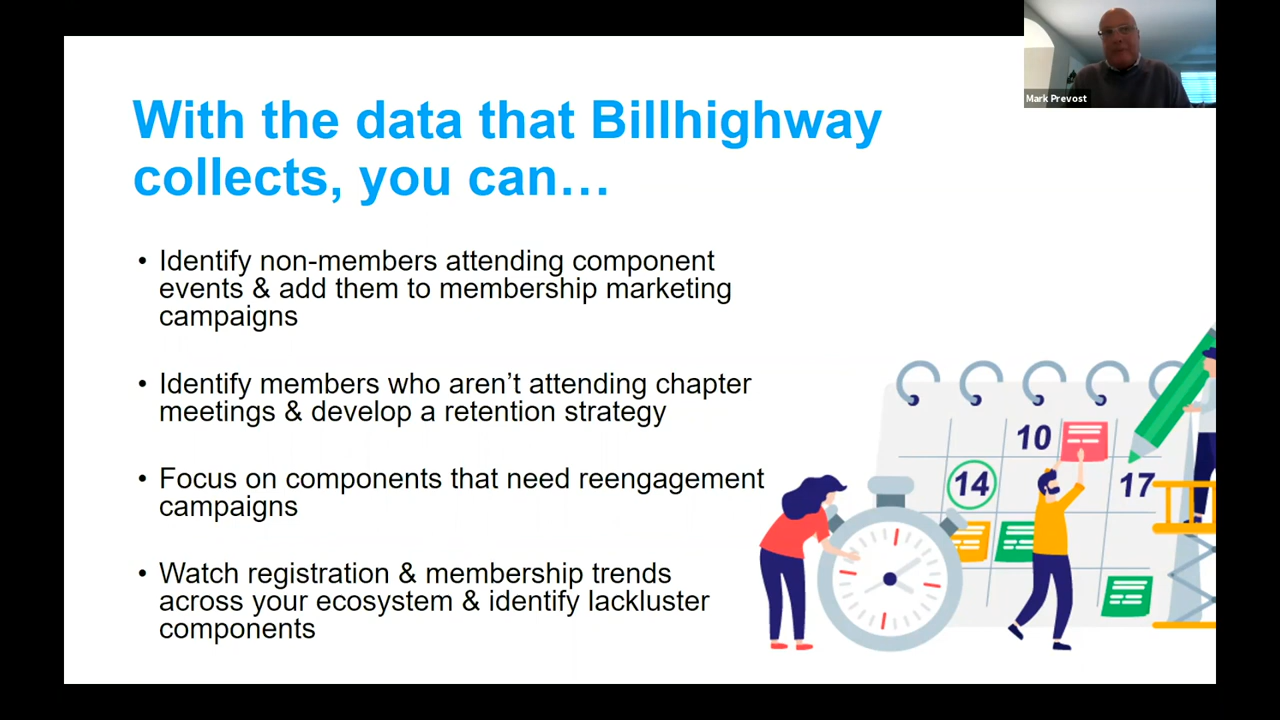 Mark Prevost
With the data that Billhighway
collects, you can…
• Identify non-members attending component
events & add them to membership marketing
campaigns
• Identify members who aren’t attending chapter
meetings & develop a retention strategy
• Focus on components that need reengagement
campaigns
• Watch registration & membership trends
across your ecosystem & identify lackluster
components
10
14
17